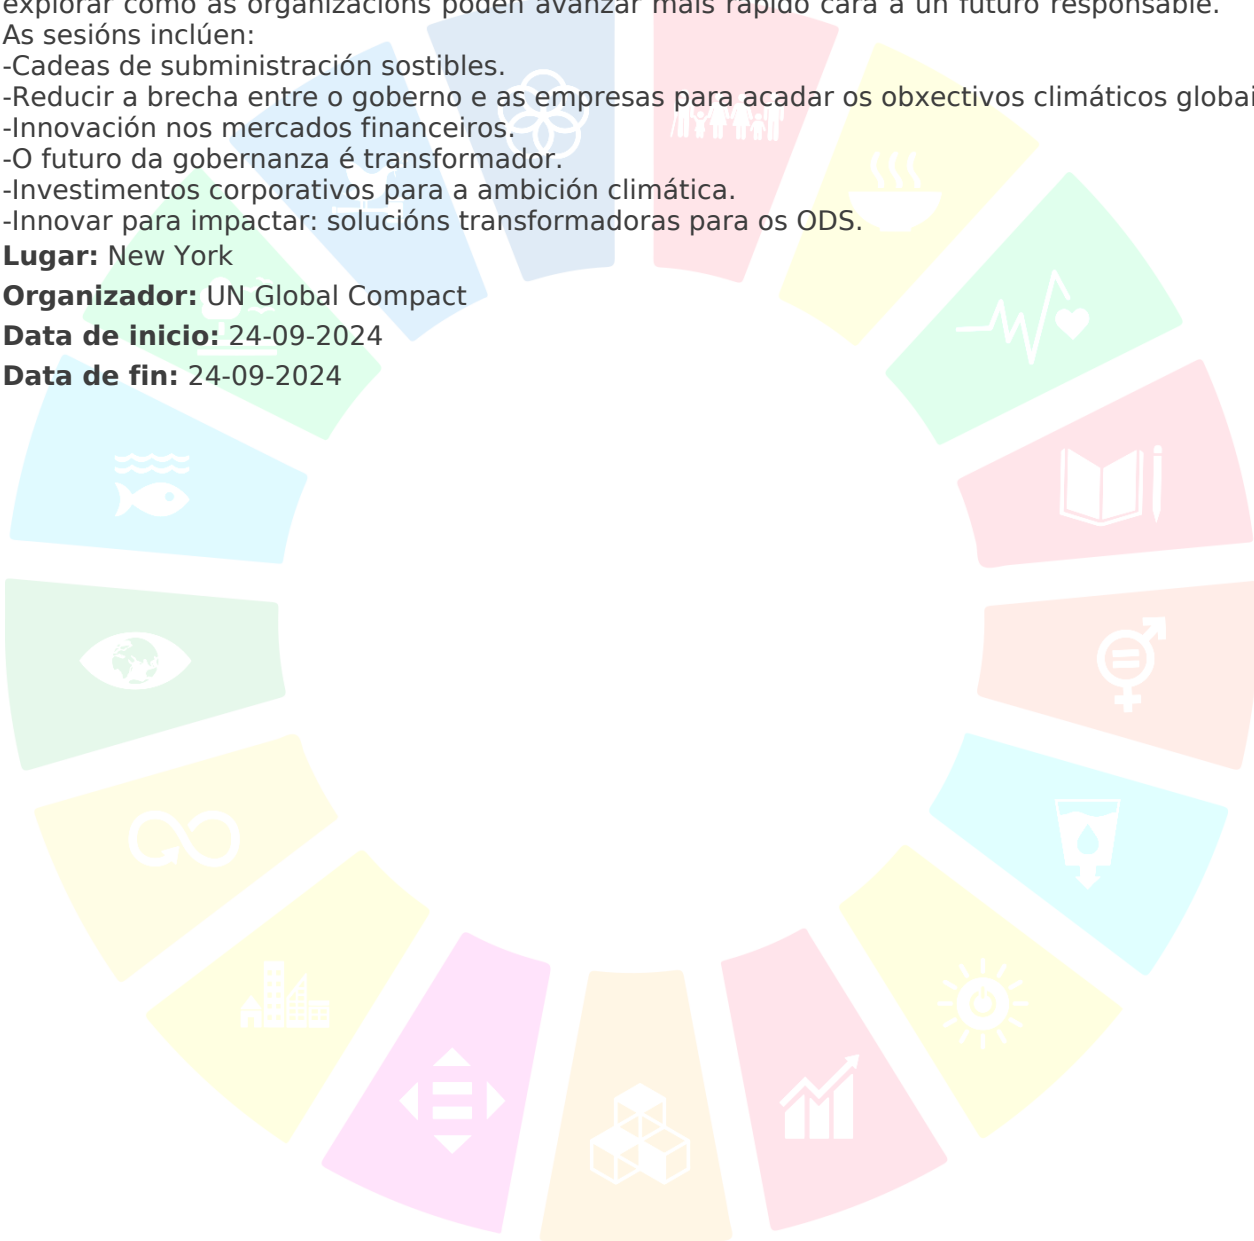 explorar como as organizacións poden avanzar máis rápido cara a un futuro responsable.
As sesións inclúen:
-Cadeas de subministración sostibles.
-Reducir a brecha entre o goberno e as empresas para acadar os obxectivos climáticos globai
-Innovación nos mercados financeiros.
-O futuro da gobernanza é transformador.
-Investimentos corporativos para a ambición climática.
-Innovar para impactar: solucións transformadoras para os ODS.
Lugar: New York
Organizador: UN Global Compact
Data de inicio: 24-09-2024
Data de fin: 24-09-2024